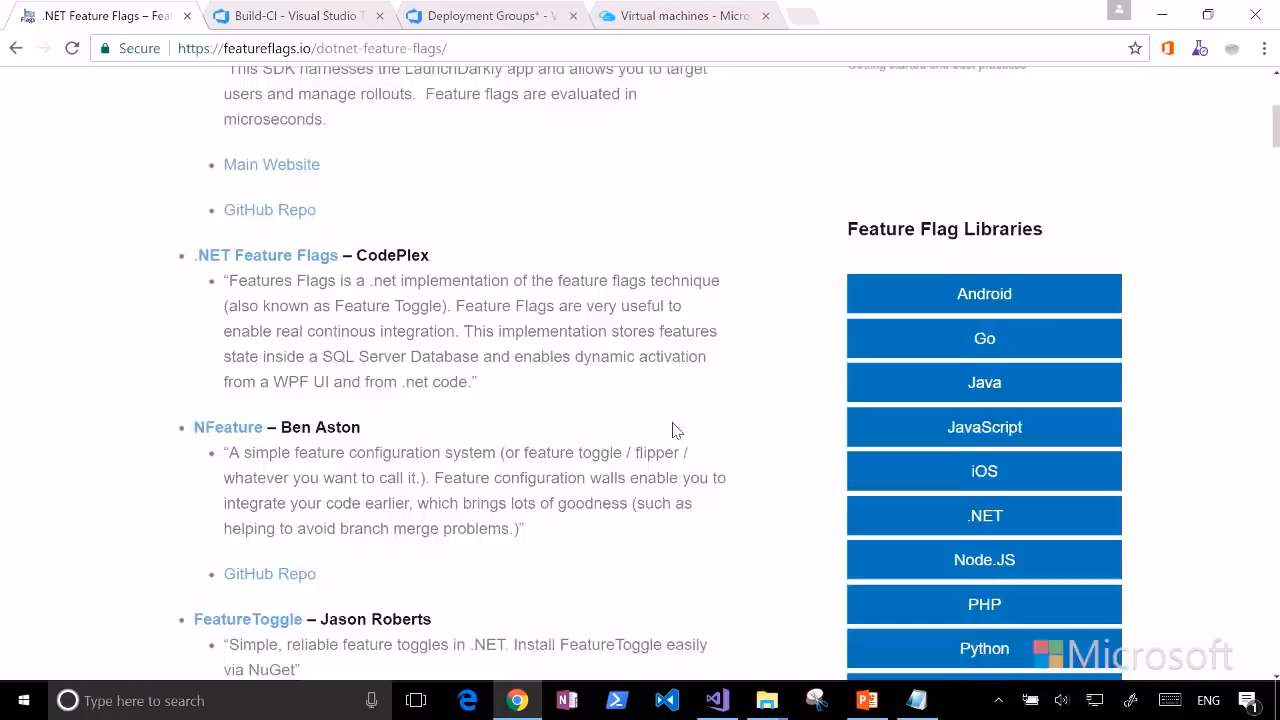 .NET Feature Flags – Feat
Build-CI - Visual Studio T
Deployment Groups* - V
Virtual machines - Micro
Secure
https://featureflags.io/dotnet-feature-flags/
This SDK harnesses the LaunchDarkly app and allows you to target
users and manage rollouts. Feature flags are evaluated in
microseconds.
Main Website
GitHub Repo
.NET Feature Flags – CodePlex
“Features Flags is a .net implementation of the feature flags technique
(also known as Feature Toggle). Feature Flags are very useful to
enable real continous integration. This implementation stores features
state inside a SQL Server Database and enables dynamic activation
from a WPF UI and from .net code.”
NFeature – Ben Aston
“A simple feature configuration system (or feature toggle / flipper /
whatever you want to call it.). Feature configuration walls enable you to
integrate your code earlier, which brings lots of goodness (such as
helping to avoid branch merge problems.)”
GitHub Repo
FeatureToggle – Jason Roberts
“Simple, reliable feature toggles in .NET. Install FeatureToggle easily
via NuGet”
Getting started and best practices
Feature Flag Libraries
Android
Go
Java
JavaScript
iOS
.NET
Node.JS
PHP
Python
Microsoft
Type here to search
ENG
1